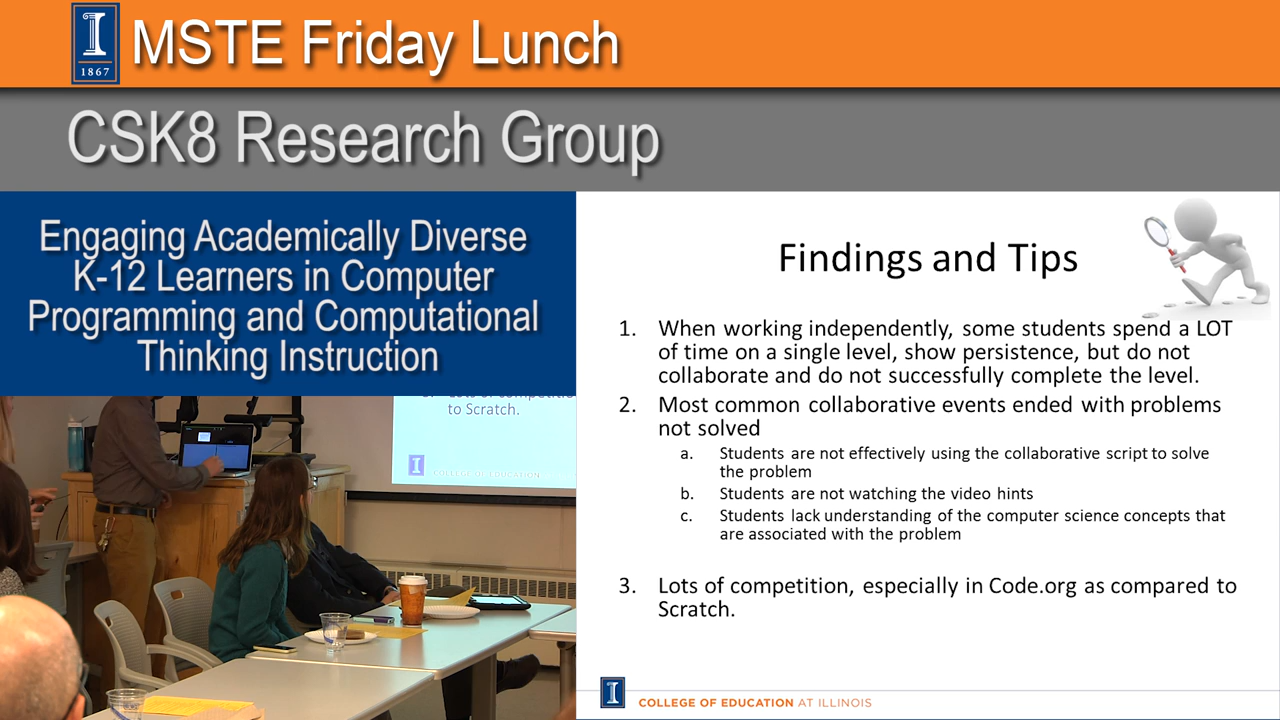 I
1867
MSTE Friday Lunch
CSK8 Research Group
Engaging Academically Diverse
K-12 Learners in Computer
Programming and Computational
Thinking Instruction
to Scratch.
I
COLLEGE OF EDUCATION
Findings and Tips
1. When working independently, some students spend a LOT
of time on a single level, show persistence, but do not
collaborate and do not successfully complete the level.
2. Most common collaborative events ended with problems
not solved
a. Students are not effectively using the collaborative script to solve
the problem
b. Students are not watching the video hints
c. Students lack understanding of the computer science concepts that
are associated with the problem
3. Lots of competition, especially in Code.org as compared to
Scratch.
I
COLLEGE OF EDUCATION AT ILLINOIS